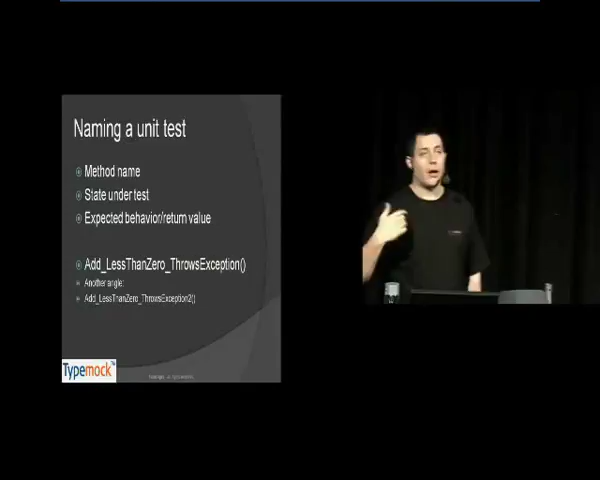 Naming a unit test
Method name
State under test
Expected behavior/return value
Add_LessThanZero_ThrowsException()
Another angle:
Add_LessThanZero_ThrowsException2()
Typemock